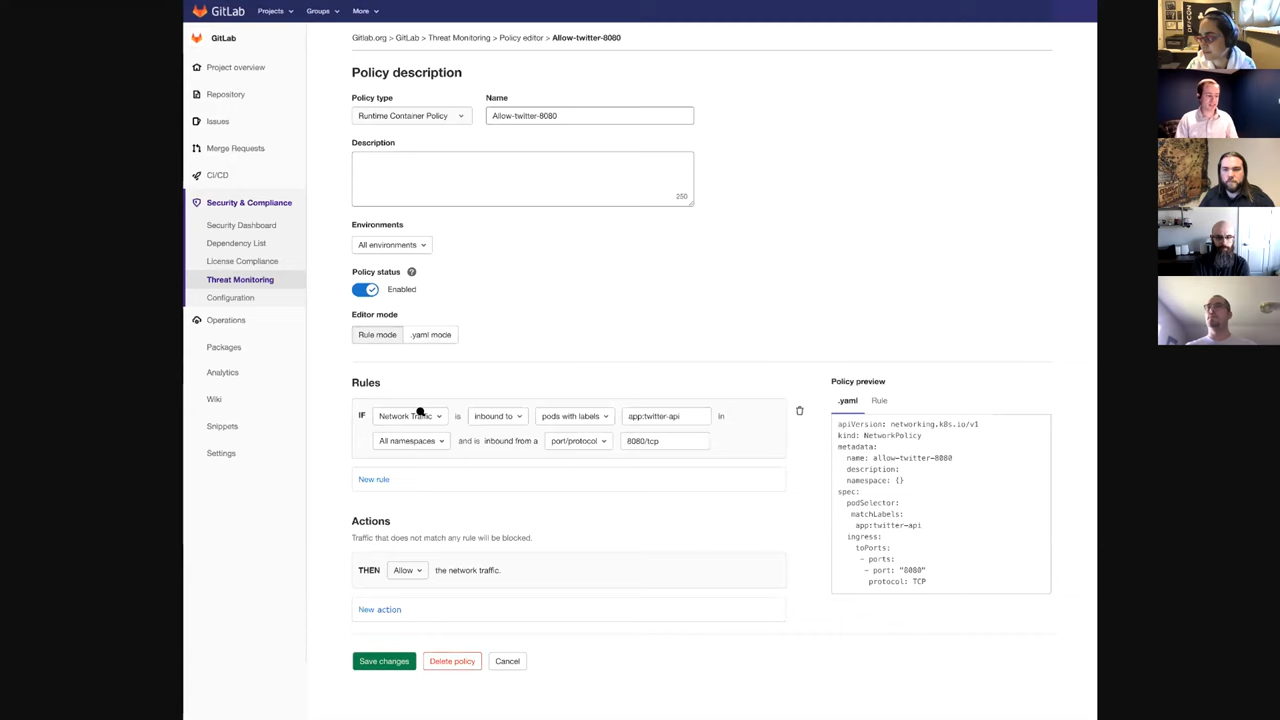 GitLab
Projects
Groups
More
GitLab
Project overview
Repository
Issues
Merge Requests
CI/CD
Security & Compliance
Security Dashboard
Dependency List
License Compliance
Threat Monitoring
Configuration
Operations
Packages
Analytics
Wiki
Snippets
Settings
Gitlab.org > GitLab > Threat Monitoring > Policy editor > Allow-twitter-8080
Policy description
Policy type
Name
Runtime Container Policy
Allow-twitter-8080
Description
250
Environments
All environments
Policy status
Enabled
Editor mode
Rule mode
.yaml mode
Rules
IF Network Traffic is inbound to pods with labels app:twitter-api in
All namespaces and is inbound from a port/protocol 8080/tcp
New rule
Actions
Traffic that does not match any rule will be blocked.
THEN Allow the network traffic.
New action
Save changes
Delete policy
Cancel
Policy preview
.yaml Rule
apiVersion: networking.k8s.io/v1
kind: NetworkPolicy
metadata:
name: allow-twitter-8080
description:
namespace: {}
spec:
podSelector:
matchLabels:
app:twitter-api
ingress:
toPorts:
- ports:
- port: "8080"
protocol: TCP